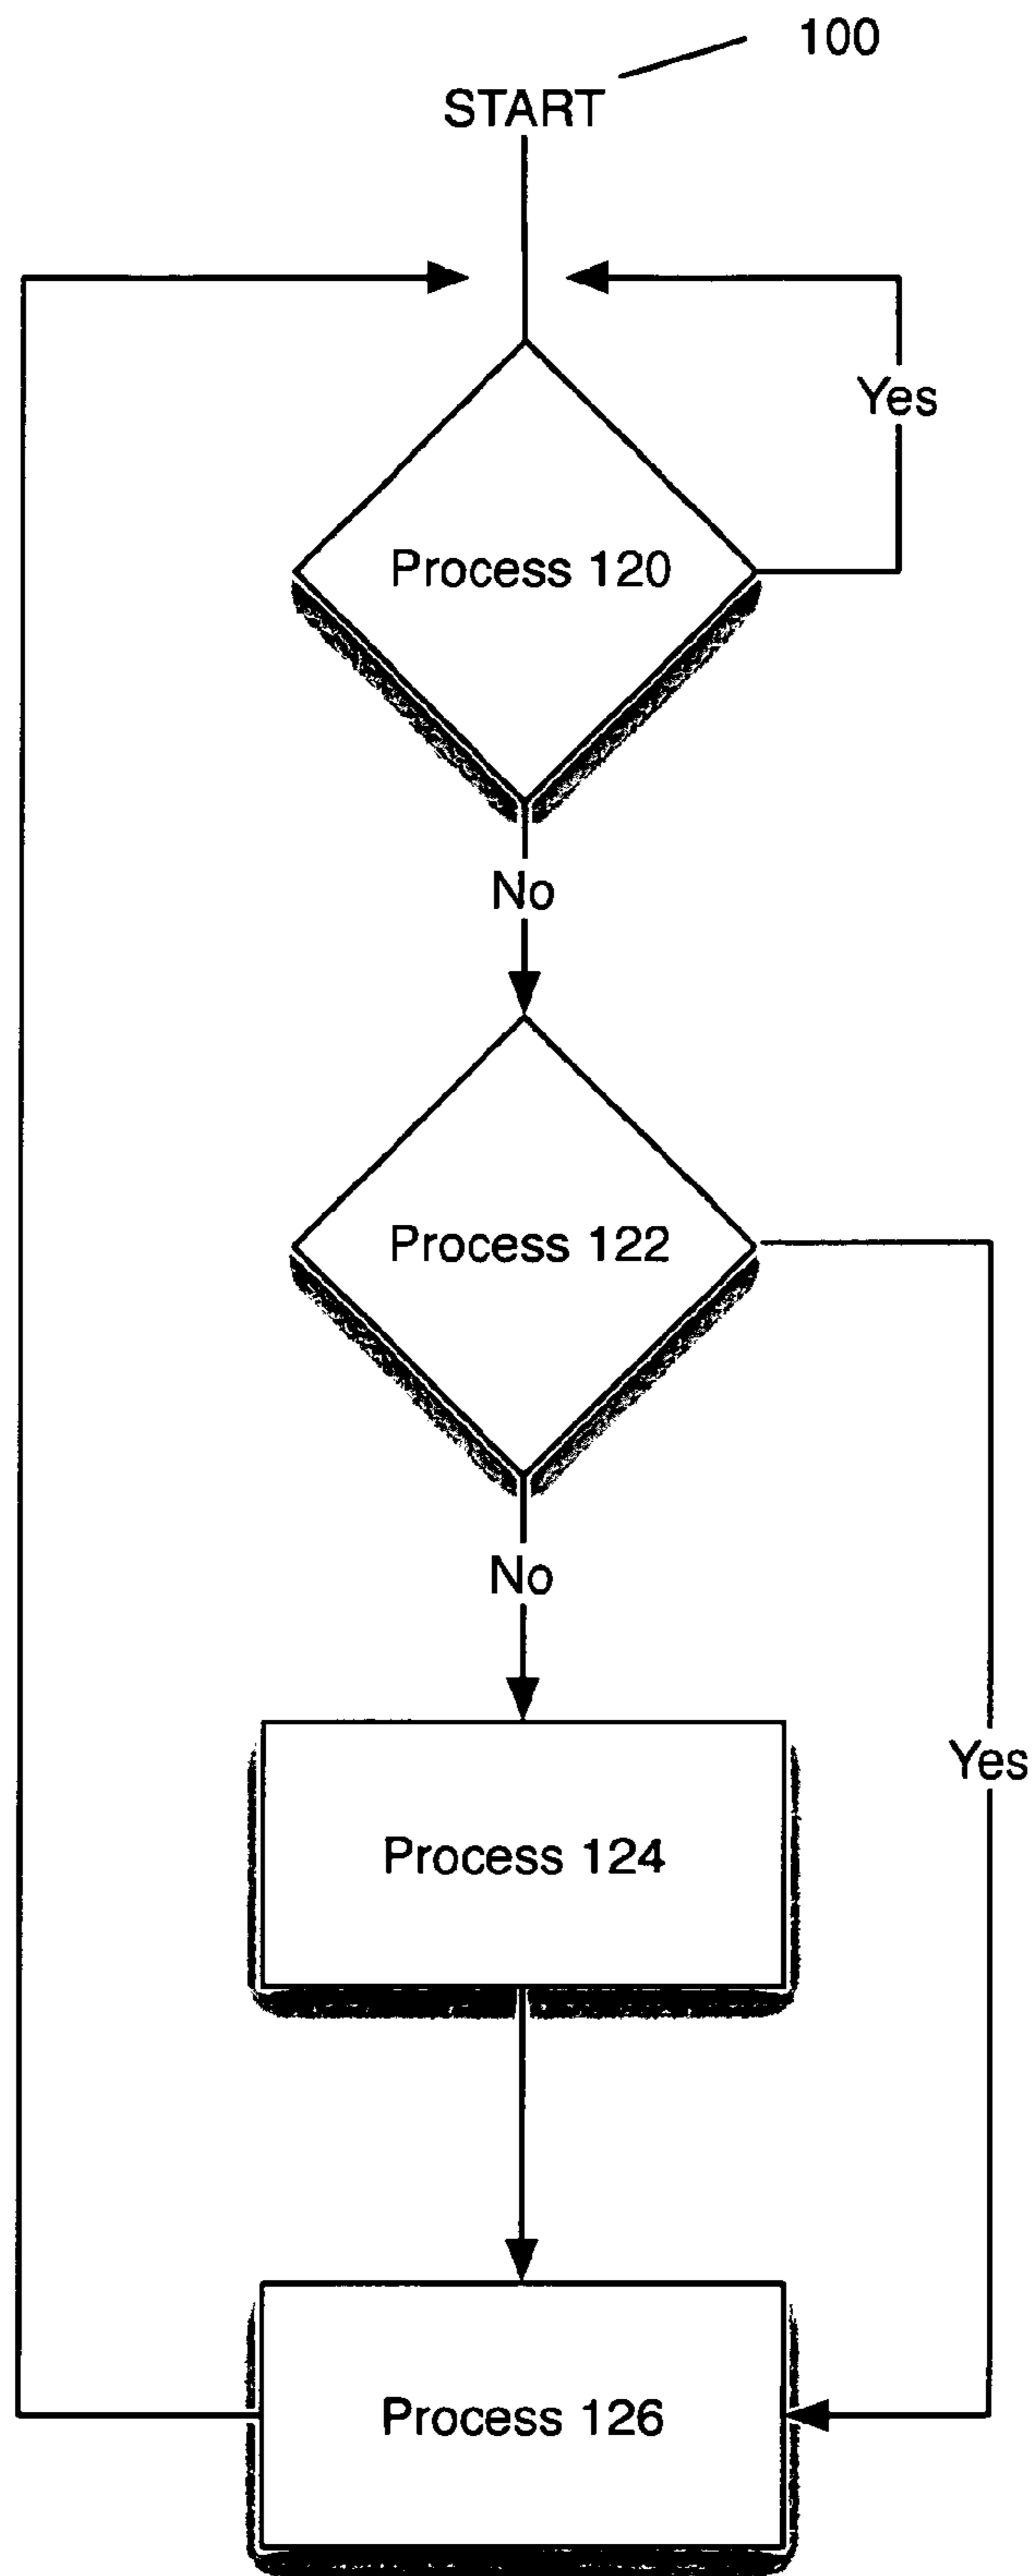 100
START
Yes
Process 120
No
Process 122
No
Yes
Process 124
Process 126